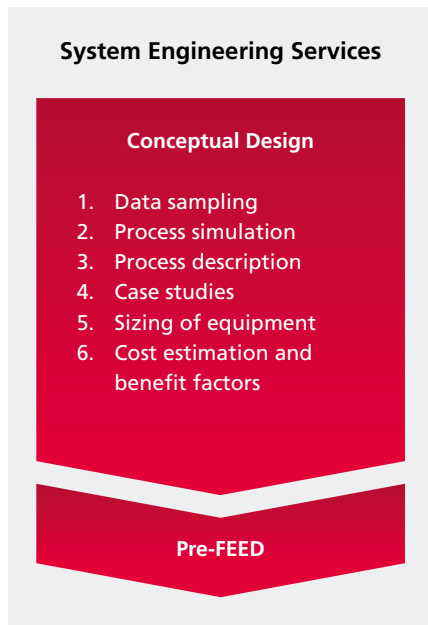 System Engineering Services
Conceptual Design
1. Data sampling
2. Process simulation
3. Process description
4. Case studies
5. Sizing of equipment
6. Cost estimation and
benefit factors
Pre-FEED